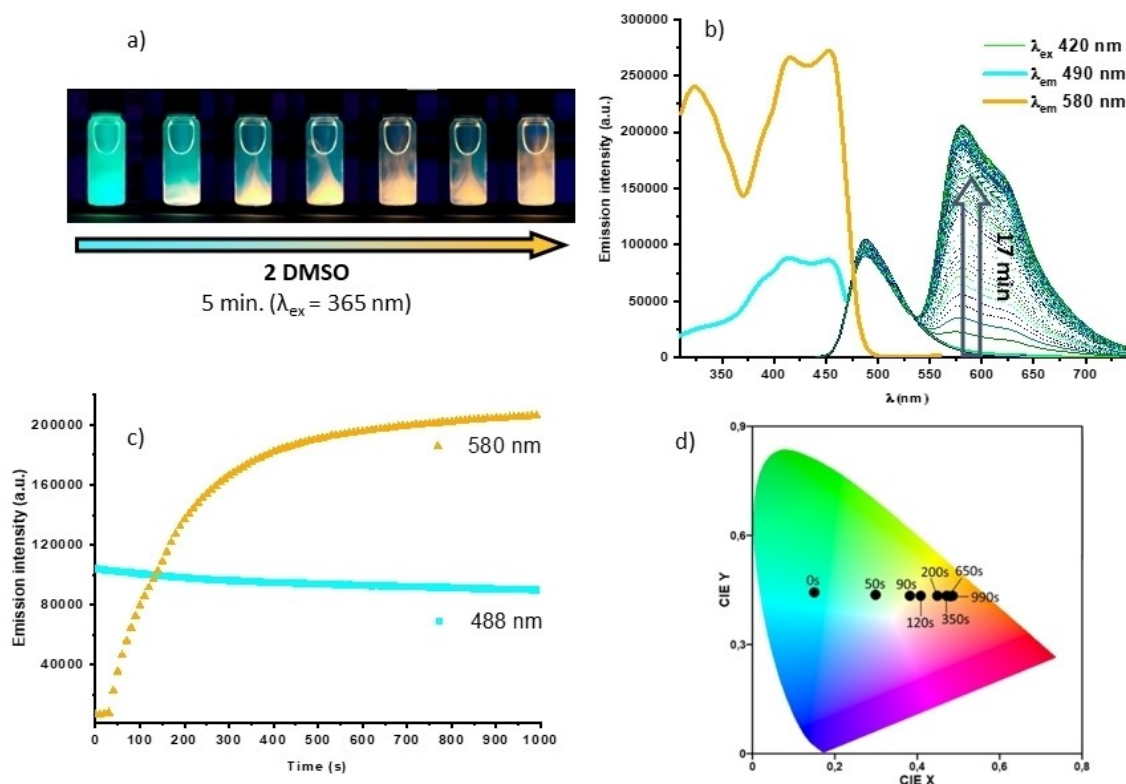 a)
2 DMSO
5 min. (λex = 365 nm)
b)
λex 420 nm
λem 490 nm
λem 580 nm
300000
250000
200000
150000
100000
50000
0
Emission intensity (a.u.)
17 min
350 400 450 500 550 600 650 700
λ (nm)
c)
580 nm
488 nm
200000
160000
120000
80000
40000
Emission intensity (a.u.)
0 100 200 300 400 500 600 700 800 900 1000
Time (s)
d)
0,9
0,6
0,3
0
CIE Y
0s
50s
90s
120s
200s
350s
650s
990s
0 0,2 0,4 0,6 0,8
CIE X